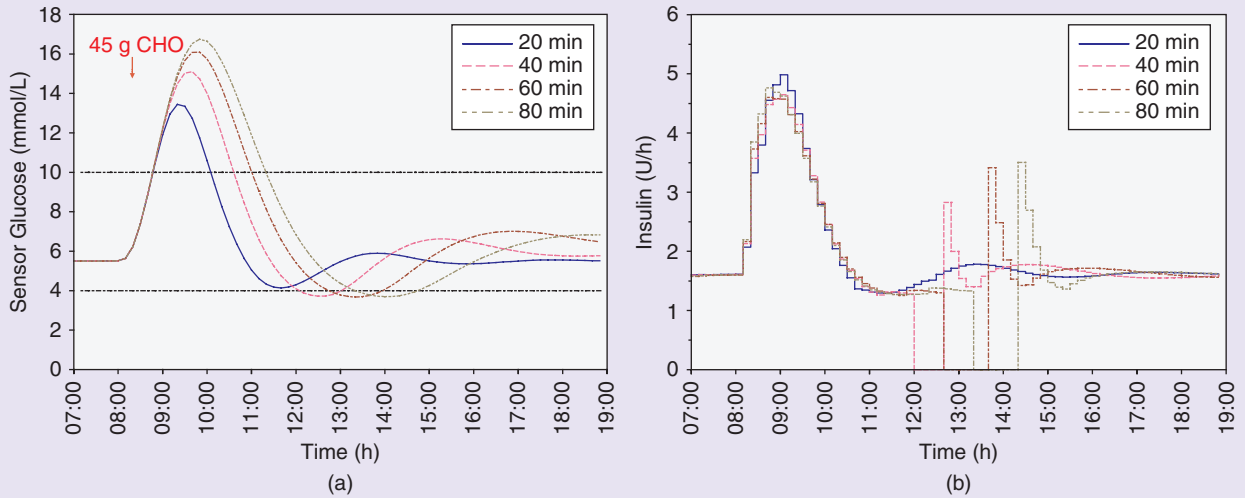 18
16
14
12
10
8
6
4
2
0
Sensor Glucose (mmol/L)
45 g CHO
20 min
40 min
60 min
80 min
07:00
08:00
09:00
10:00
11:00
12:00
13:00
14:00
15:00
16:00
17:00
18:00
19:00
Time (h)
(a)
6
5
4
3
2
1
0
Insulin (U/h)
20 min
40 min
60 min
80 min
07:00
08:00
09:00
10:00
11:00
12:00
13:00
14:00
15:00
16:00
17:00
18:00
19:00
Time (h)
(b)